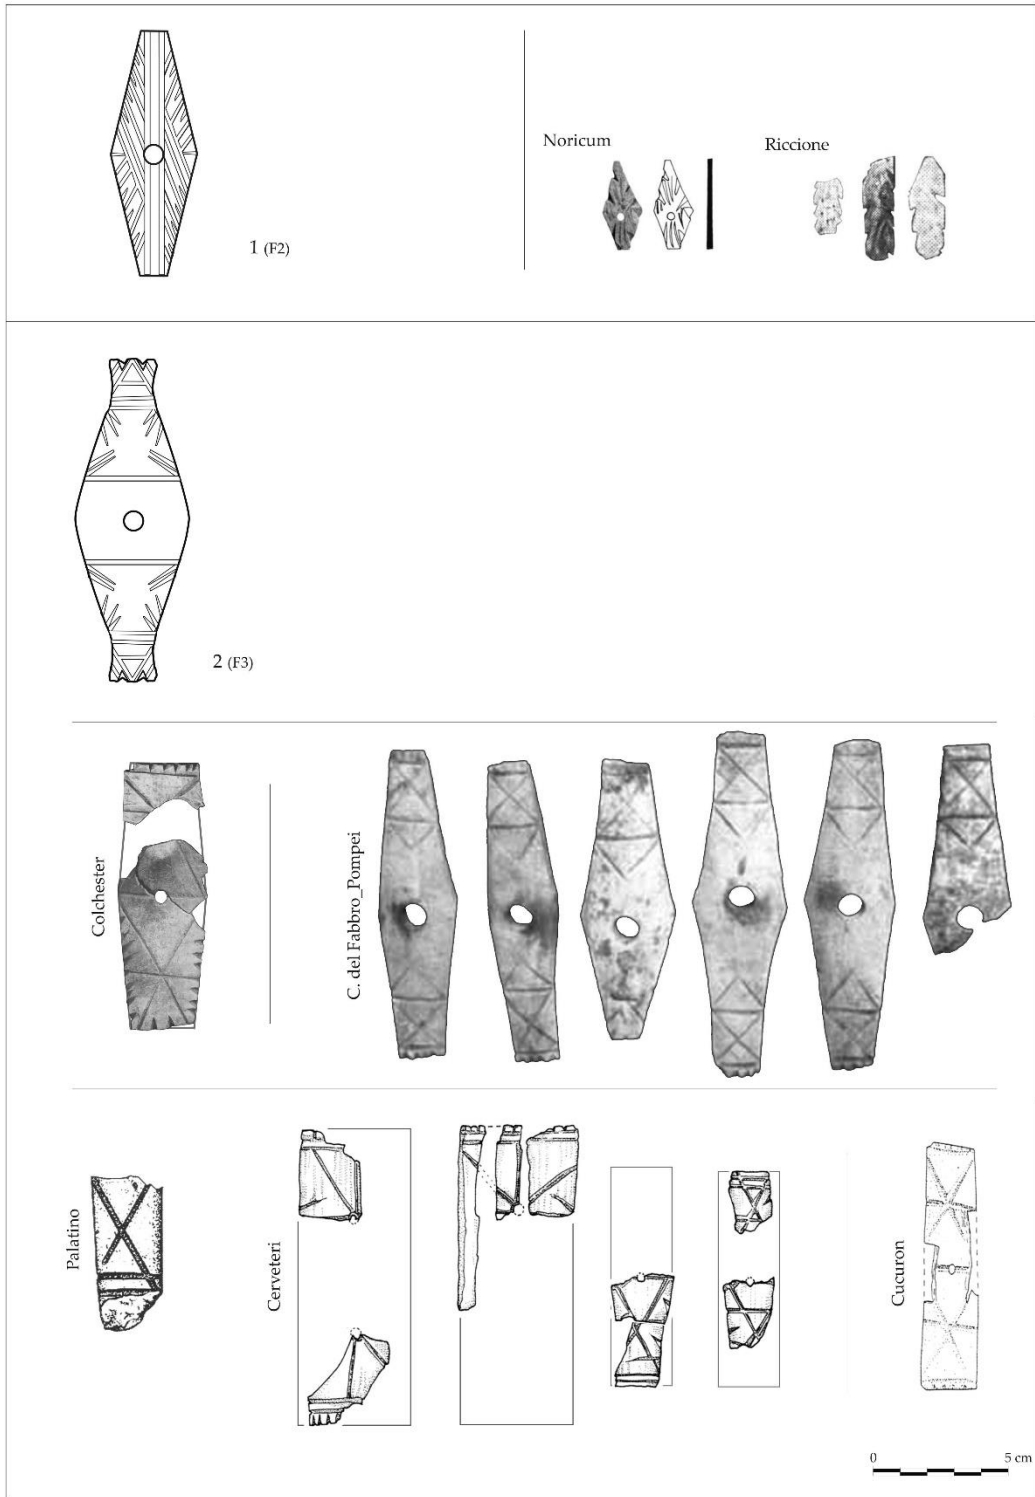 Noricum
Riccione
1 (F2)
2 (F3)
Colchester
C. del Fabbro_Pompei
Palatino
Cerveteri
Cucuron
0 5 cm